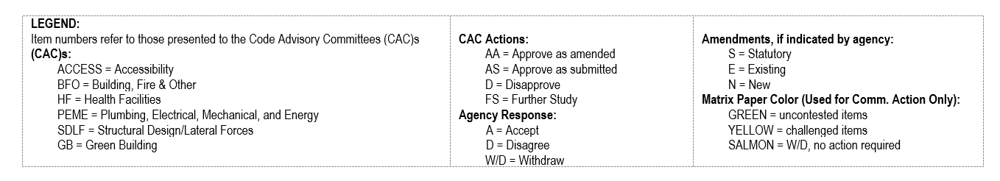 LEGEND:
Item numbers refer to those presented to the Code Advisory Committees (CAC)s
(CAC)s:
ACCESS = Accessibility
BFO = Building, Fire & Other
HF = Health Facilities
PEME = Plumbing, Electrical, Mechanical, and Energy
SDLF = Structural Design/Lateral Forces
GB = Green Building
CAC Actions:
AA = Approve as amended
AS = Approve as submitted
D = Disapprove
FS = Further Study
Agency Response:
A = Accept
D = Disagree
W/D = Withdraw
Amendments, if indicated by agency:
S = Statutory
E = Existing
N = New
Matrix Paper Color (Used for Comm. Action Only):
GREEN = uncontested items
YELLOW = challenged items
SALMON = W/D, no action required